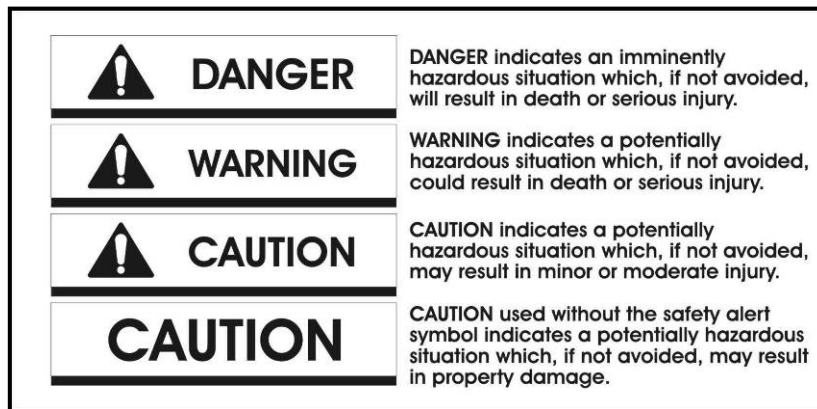 DANGER
DANGER indicates an imminently
hazardous situation which, if not avoided,
will result in death or serious injury.
WARNING
WARNING indicates a potentially
hazardous situation which, if not avoided,
could result in death or serious injury.
CAUTION
CAUTION indicates a potentially
hazardous situation which, if not avoided,
may result in minor or moderate injury.
CAUTION
CAUTION used without the safety alert
symbol indicates a potentially hazardous
situation which, if not avoided, may result
in property damage.